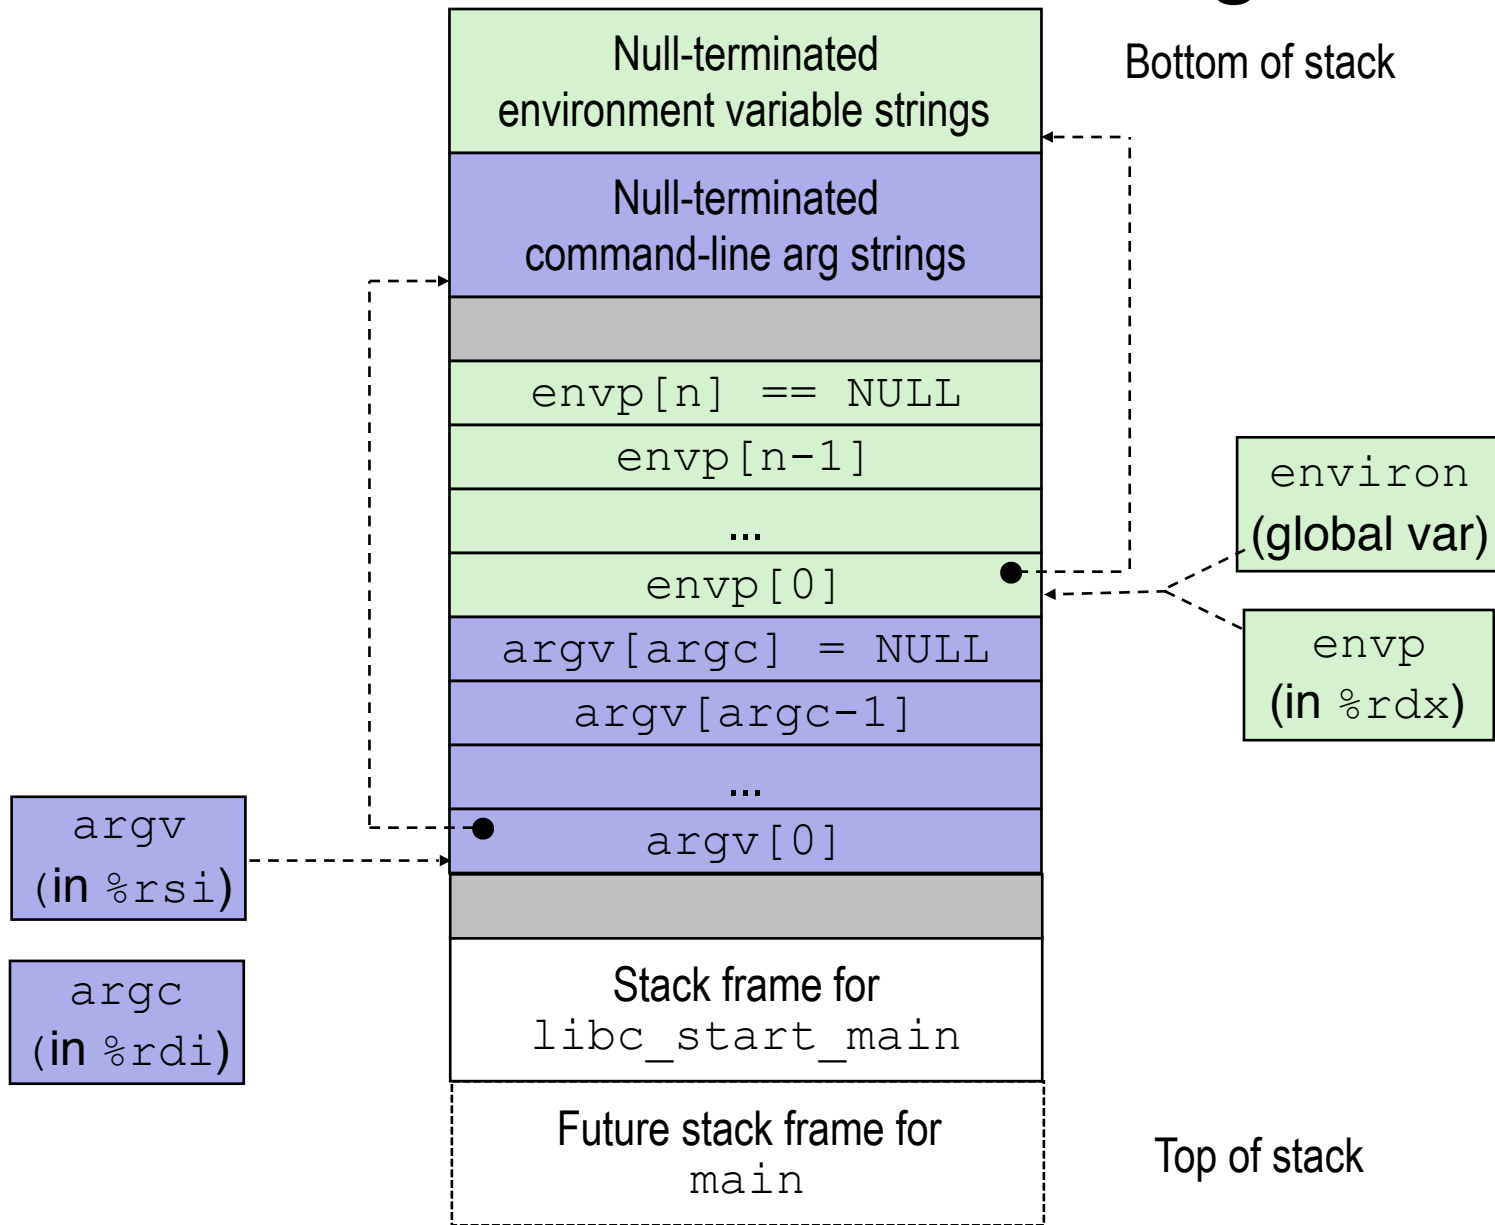 Null-terminated
environment variable strings
Bottom of stack
Null-terminated
command-line arg strings
envp[n] == NULL
envp[n-1]
...
envp[0]
environ
(global var)
envp
(in %rdx)
argv[argc] = NULL
argv[argc-1]
...
argv[0]
argv
(in %rsi)
argc
(in %rdi)
Stack frame for
libc_start_main
Future stack frame for
main
Top of stack